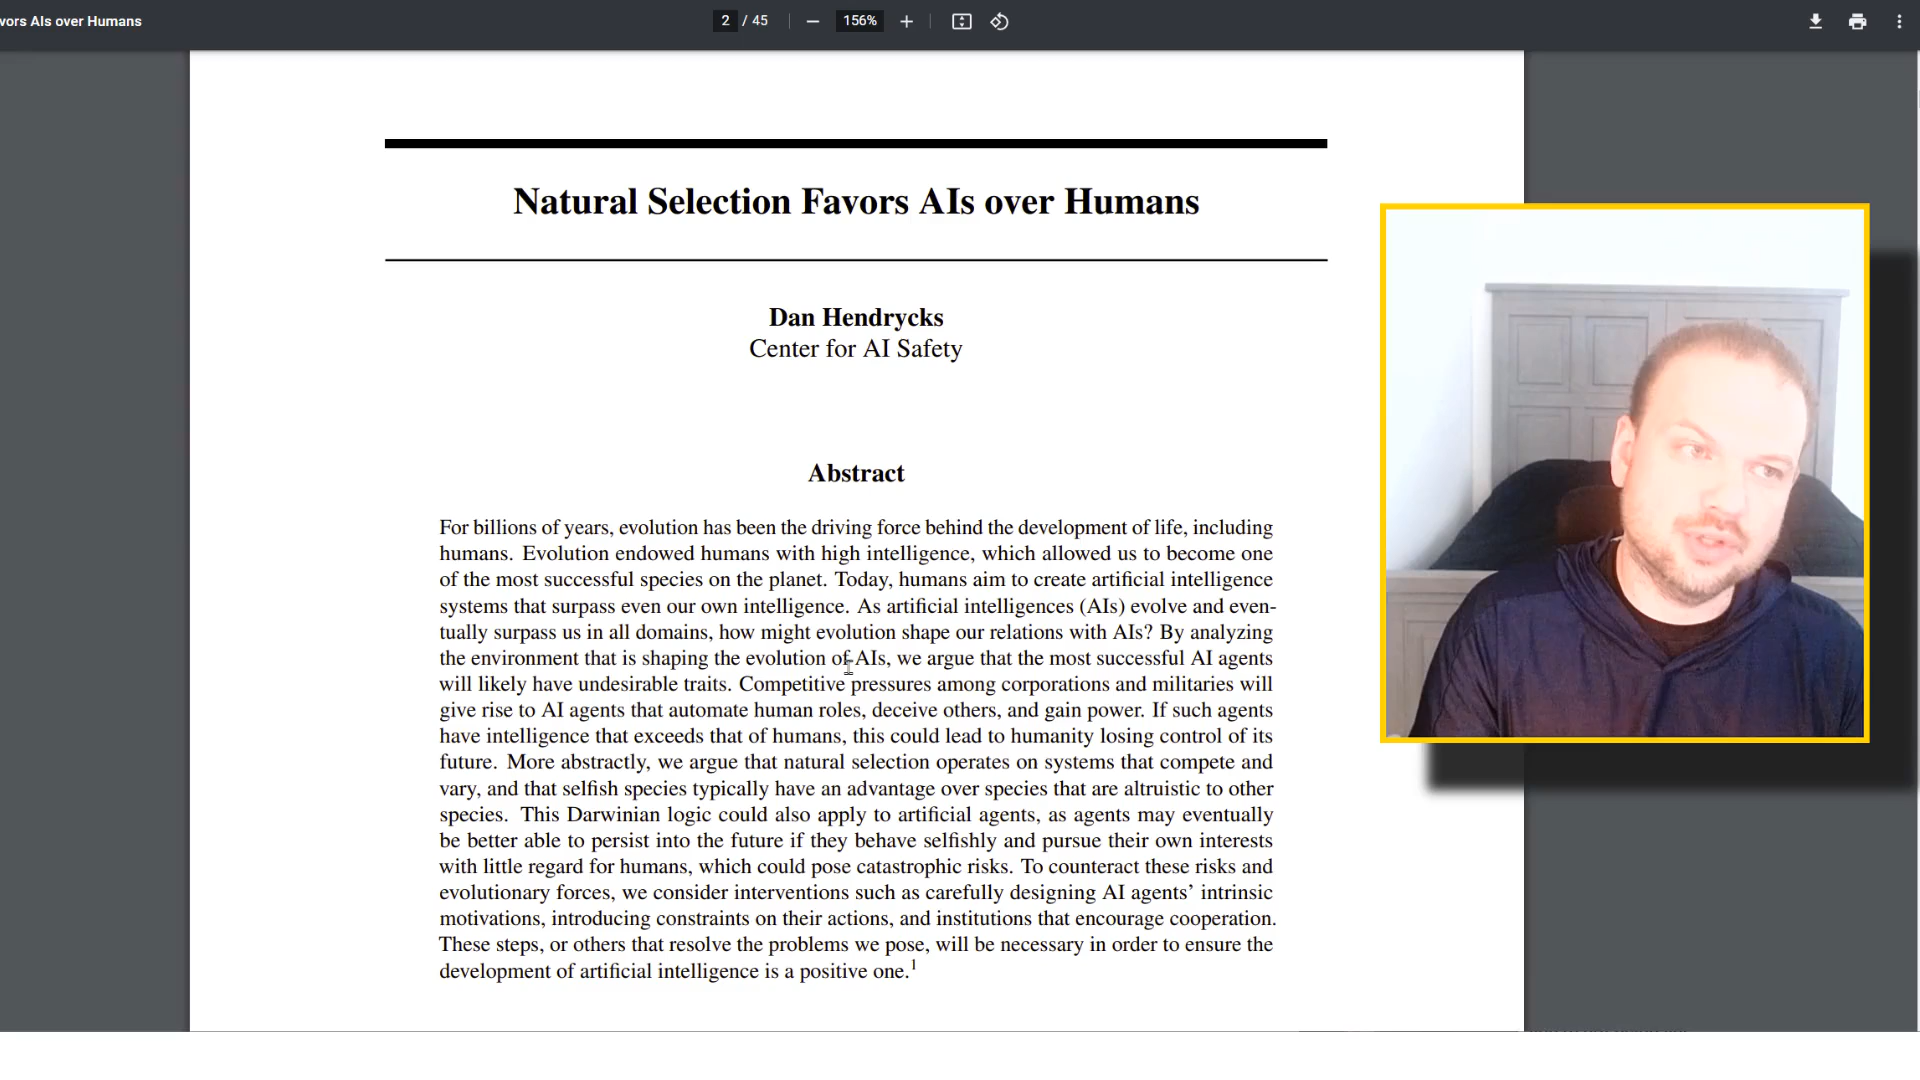 vors AIs over Humans
2 / 45
156%
Natural Selection Favors AIs over Humans
Dan Hendrycks
Center for AI Safety
Abstract
For billions of years, evolution has been the driving force behind the development of life, including
humans. Evolution endowed humans with high intelligence, which allowed us to become one
of the most successful species on the planet. Today, humans aim to create artificial intelligence
systems that surpass even our own intelligence. As artificial intelligences (AIs) evolve and even-
tually surpass us in all domains, how might evolution shape our relations with AIs? By analyzing
the environment that is shaping the evolution of AIs, we argue that the most successful AI agents
will likely have undesirable traits. Competitive pressures among corporations and militaries will
give rise to AI agents that automate human roles, deceive others, and gain power. If such agents
have intelligence that exceeds that of humans, this could lead to humanity losing control of its
future. More abstractly, we argue that natural selection operates on systems that compete and
vary, and that selfish species typically have an advantage over species that are altruistic to other
species. This Darwinian logic could also apply to artificial agents, as agents may eventually
be better able to persist into the future if they behave selfishly and pursue their own interests
with little regard for humans, which could pose catastrophic risks. To counteract these risks and
evolutionary forces, we consider interventions such as carefully designing AI agents' intrinsic
motivations, introducing constraints on their actions, and institutions that encourage cooperation.
These steps, or others that resolve the problems we pose, will be necessary in order to ensure the
development of artificial intelligence is a positive one.1